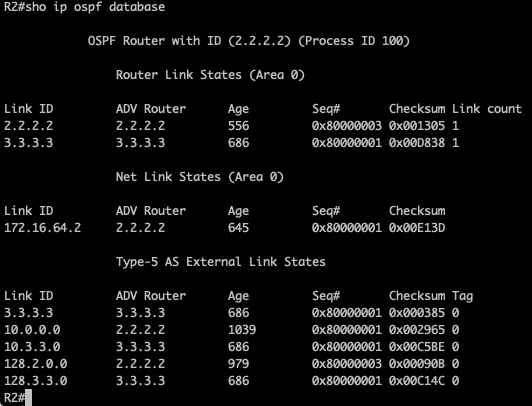 R2#sho ip ospf database
OSPF Router with ID (2.2.2.2) (Process ID 100)
Router Link States (Area 0)
Link ID ADV Router Age Seq# Checksum Link count
2.2.2.2 2.2.2.2 556 0x80000003 0x001305 1
3.3.3.3 3.3.3.3 686 0x80000001 0x00D838 1
Net Link States (Area 0)
Link ID ADV Router Age Seq# Checksum
172.16.64.2 2.2.2.2 645 0x80000001 0x00E13D
Type-5 AS External Link States
Link ID ADV Router Age Seq# Checksum Tag
3.3.3.3 3.3.3.3 686 0x80000001 0x000385 0
10.0.0.0 2.2.2.2 1039 0x80000001 0x002965 0
10.3.3.0 3.3.3.3 686 0x80000001 0x00C5BE 0
128.2.0.0 2.2.2.2 979 0x80000003 0x00090B 0
128.3.3.0 3.3.3.3 686 0x80000001 0x00C14C 0
R2#